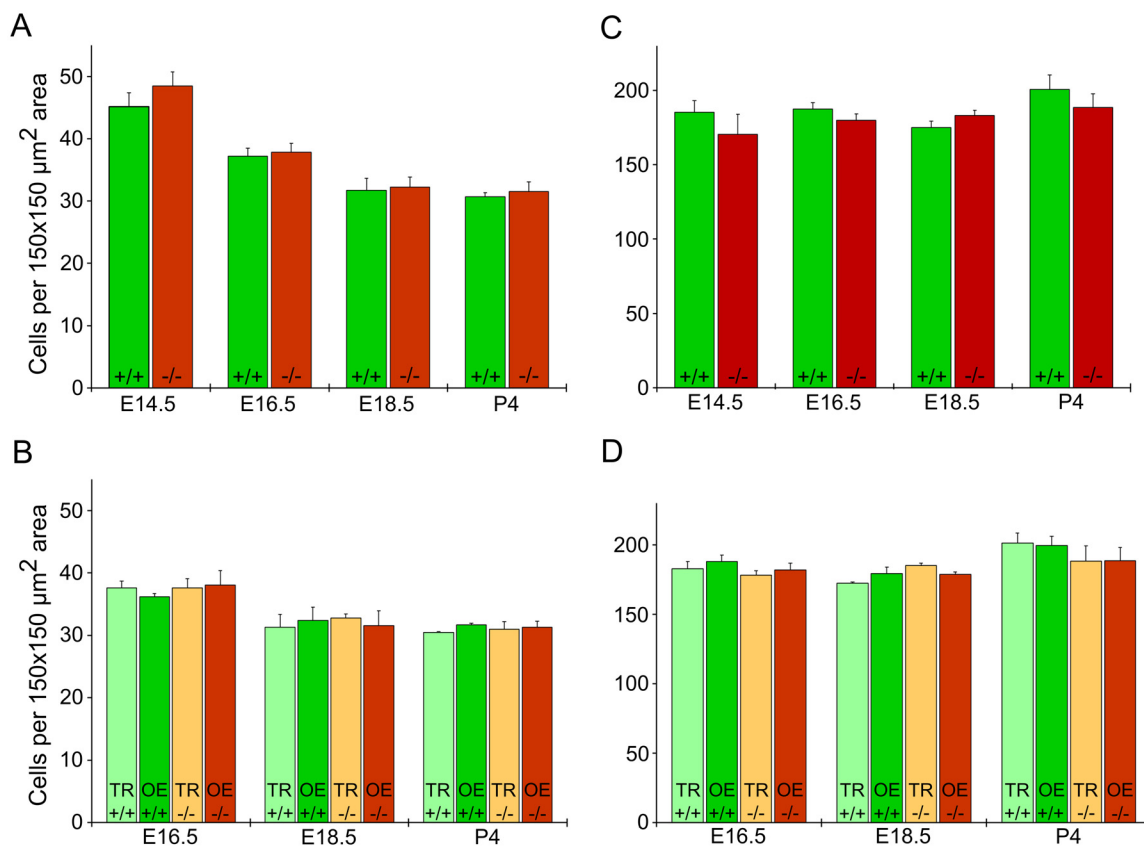 A
Cells per 150x150 µm² area
50
40
30
20
10
0
+/+ -/- +/+ -/- +/+ -/- +/+ -/-
E14.5 E16.5 E18.5 P4
C
200
150
100
50
0
+/+ -/- +/+ -/- +/+ -/- +/+ -/-
E14.5 E16.5 E18.5 P4
B
Cells per 150x150 µm² area
50
40
30
20
10
0
TR OE TR OE TR OE TR OE TR OE TR OE
+/+ +/+ -/- -/- +/+ +/+ -/- -/- +/+ +/+ -/- -/-
E16.5 E18.5 P4
D
200
150
100
50
0
TR OE TR OE TR OE TR OE TR OE TR OE
+/+ +/+ -/- -/- +/+ +/+ -/- -/- +/+ +/+ -/- -/-
E16.5 E18.5 P4